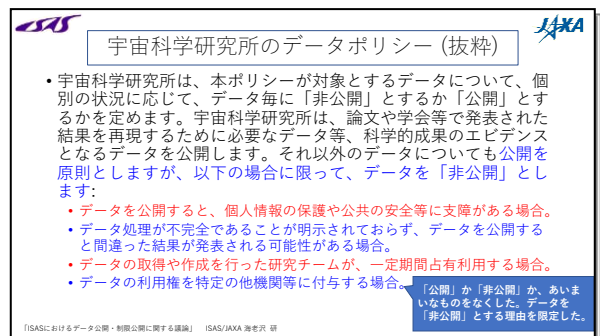 ISAS
JAXA
宇宙科学研究所のデータポリシー (抜粋)
• 宇宙科学研究所は、本ポリシーが対象とするデータについて、個
別の状況に応じて、データ毎に「非公開」とするか「公開」とす
るかを定めます。宇宙科学研究所は、論文や学会等で発表された
結果を再現するために必要なデータ等、科学的成果のエビデンス
となるデータを公開します。それ以外のデータについても公開を
原則としますが、以下の場合に限って、データを「非公開」とし
ます:
• データを公開すると、個人情報の保護や公共の安全等に支障がある場合。
• データ処理が不完全であることが明示されておらず、データを公開する
と間違った結果が発表される可能性がある場合。
• データの取得や作成を行った研究チームが、一定期間占有利用する場合。
• データの利用権を特定の他機関等に付与する場合。
「公開」か「非公開」か、あいま
いなものをなくした。データを
「非公開」とする理由を限定した。
「ISASにおけるデータ公開・制限公開に関する議論」 ISAS/JAXA 海老沢 研